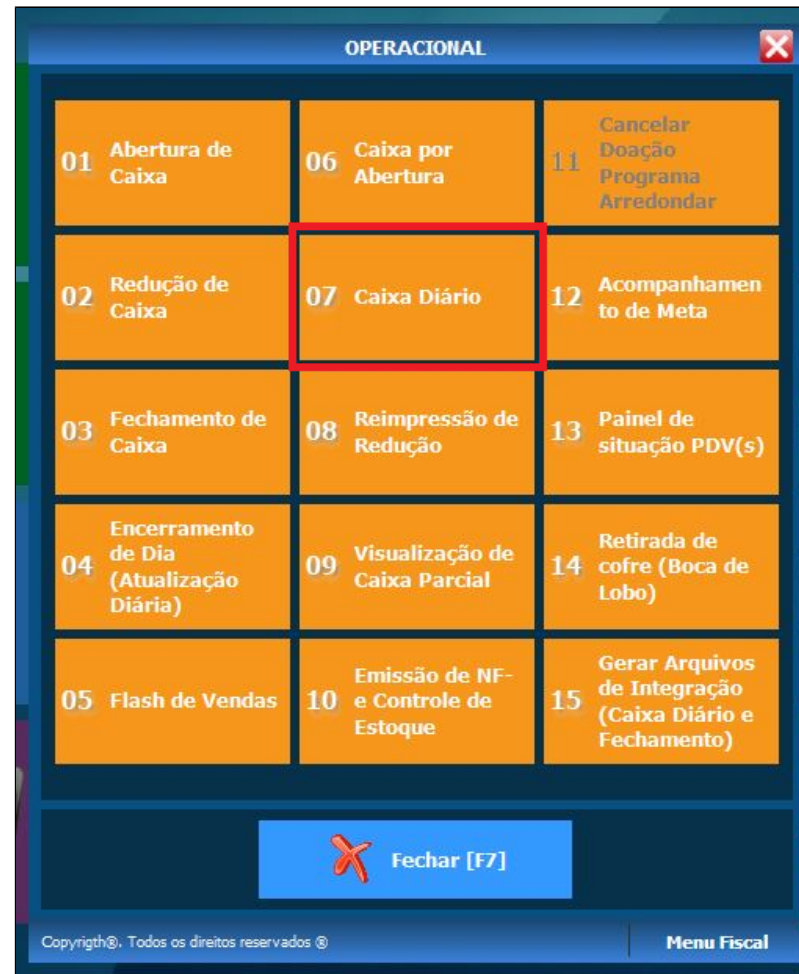 OPERACIONAL
01
Abertura de
Caixa
06
Caixa por
Abertura
11
Cancelar
Doação
Programa
Arredondar
02
Redução de
Caixa
07
Caixa Diário
12
Acompanhamen
to de Meta
03
Fechamento de
Caixa
08
Reimpressão de
Redução
13
Painel de
situação PDV(s)
04
Encerramento
de Dia
(Atualização
Diária)
09
Visualização de
Caixa Parcial
14
Retirada de
cofre (Boca de
Lobo)
05
Flash de Vendas
10
Emissão de NF-
e Controle de
Estoque
15
Gerar Arquivos
de Integração
(Caixa Diário e
Fechamento)
Fechar [F7]
Copyrigth®. Todos os direitos reservados ®
Menu Fiscal